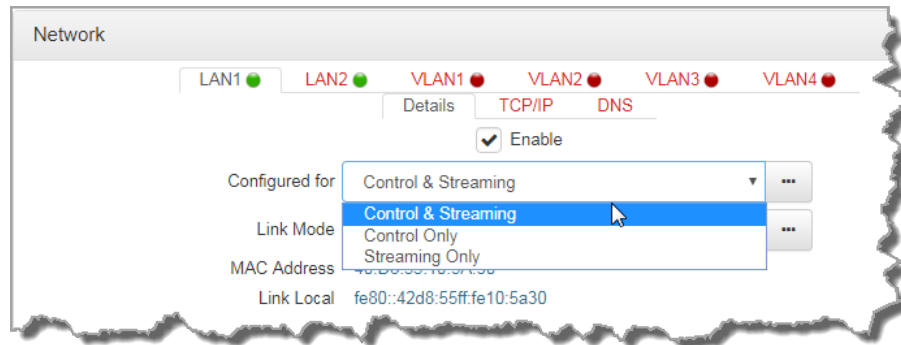 Network
LAN1 LAN2 VLAN1 VLAN2 VLAN3 VLAN4
Details TCP/IP DNS
Enable
Configured for Control & Streaming
Control & Streaming
Link Mode
Control Only
Streaming Only
MAC Address
Link Local fe80::42d8:55ff:fe10:5a30